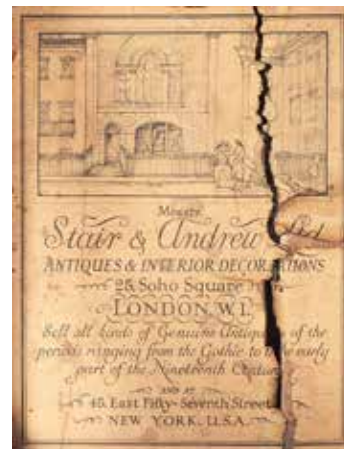 Messrs
Stair & Andrew Ltd
ANTIQUES & INTERIOR DECORATIONS
25, Soho Square
LONDON, W.1.
Sell all kinds of Genuine Antiques of the
periods ranging from the Gothic to the early
part of the Nineteenth Century
AND AT
45, East Fifty-Seventh Street
NEW YORK, U.S.A.